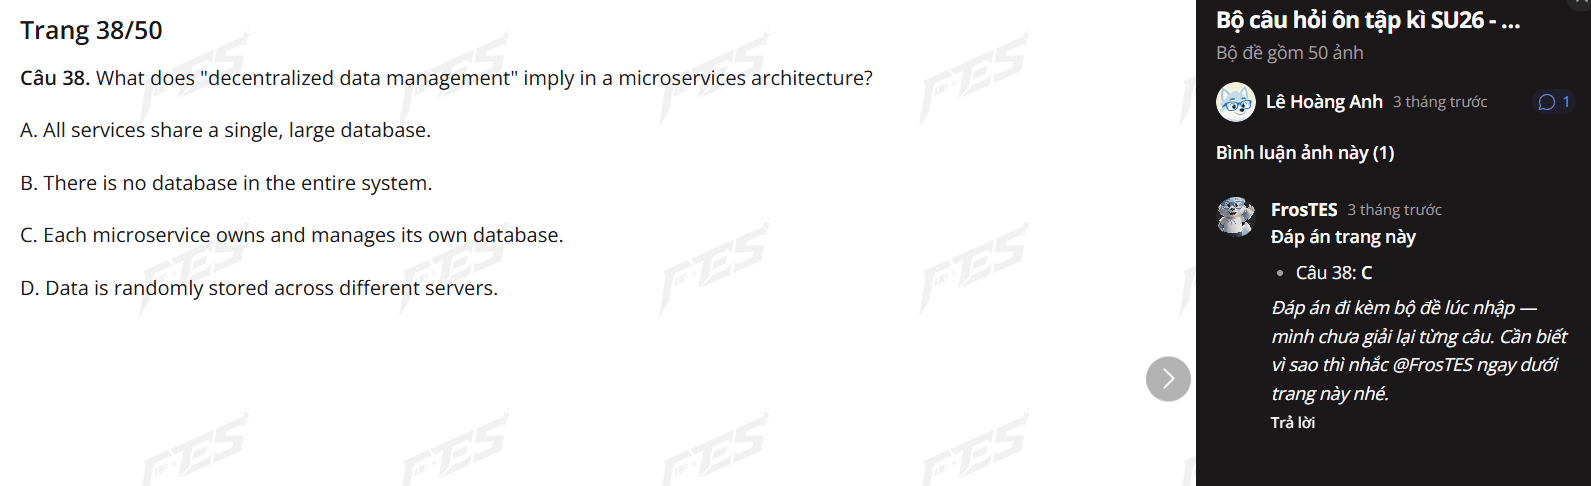 Trang 38/50
Câu 38. What does "decentralized data management" imply in a microservices architecture?
A. All services share a single, large database.
B. There is no database in the entire system.
C. Each microservice owns and manages its own database.
D. Data is randomly stored across different servers.
Bộ câu hỏi ôn tập kì SU26 - ...
Bộ đề gồm 50 ảnh
Lê Hoàng Anh 3 tháng trước 1
Bình luận ảnh này (1)
FrosTES 3 tháng trước
Đáp án trang này
• Câu 38: C
Đáp án đi kèm bộ đề lúc nhập —
mình chưa giải lại từng câu. Cần biết
vì sao thì nhắc @FrosTES ngay dưới
trang này nhé.
Trả lời